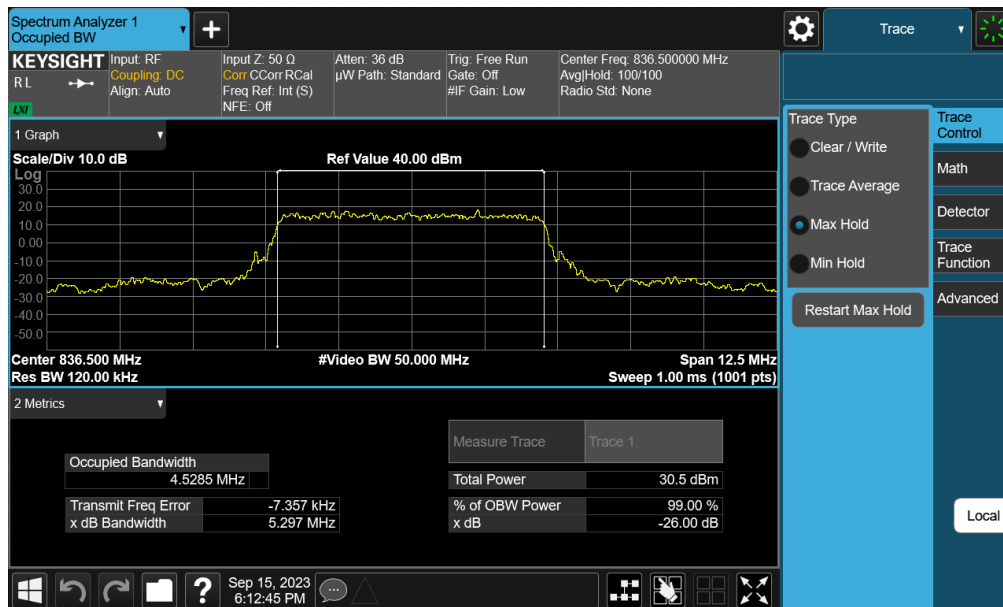 Spectrum Analyzer 1
Occupied BW
+
Trace
KEYSIGHT
R L
LXI
Input: RF
Coupling: DC
Align: Auto
Input Z: 50 Ω
Corr CCorr RCal
Freq Ref: Int (S)
NFE: Off
Atten: 36 dB
µW Path: Standard
Trig: Free Run
Gate: Off
#IF Gain: Low
Center Freq: 836.500000 MHz
Avg|Hold: 100/100
Radio Std: None
1 Graph
Scale/Div 10.0 dB
Ref Value 40.00 dBm
Log
30.0
20.0
10.0
0.00
-10.0
-20.0
-30.0
-40.0
-50.0
Center 836.500 MHz
#Video BW 50.000 MHz
Span 12.5 MHz
Res BW 120.00 kHz
Sweep 1.00 ms (1001 pts)
2 Metrics
Measure Trace
Trace 1
Occupied Bandwidth
4.5285 MHz
Total Power
30.5 dBm
Transmit Freq Error
-7.357 kHz
% of OBW Power
99.00 %
x dB Bandwidth
5.297 MHz
x dB
-26.00 dB
Trace Type
Clear / Write
Trace Average
Max Hold
Min Hold
Restart Max Hold
Trace
Control
Math
Detector
Trace
Function
Advanced
Local
?
Sep 15, 2023
6:12:45 PM